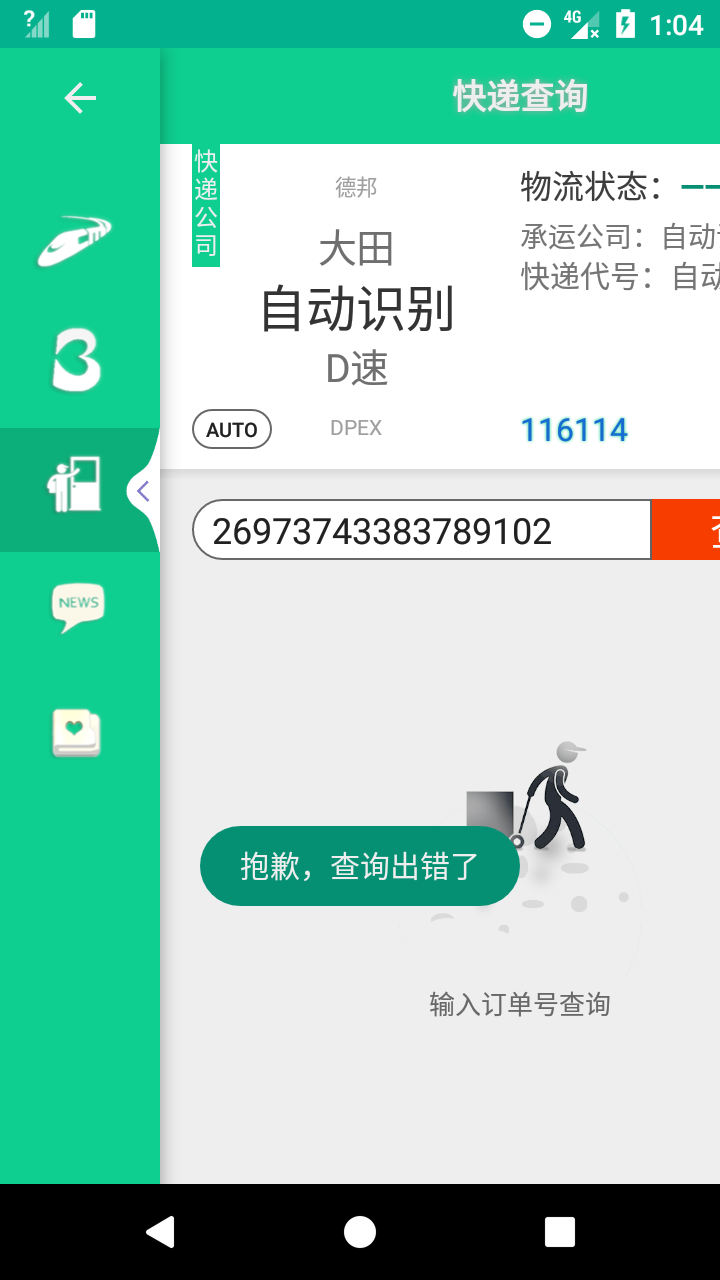 ?
4G
1:04
快递查询
快递公司
德邦
大田
自动识别
D速
DPEX
AUTO
物流状态：——
承运公司：自动
快递代号：自动
116114
26973743383789102
NEWS
抱歉，查询出错了
输入订单号查询